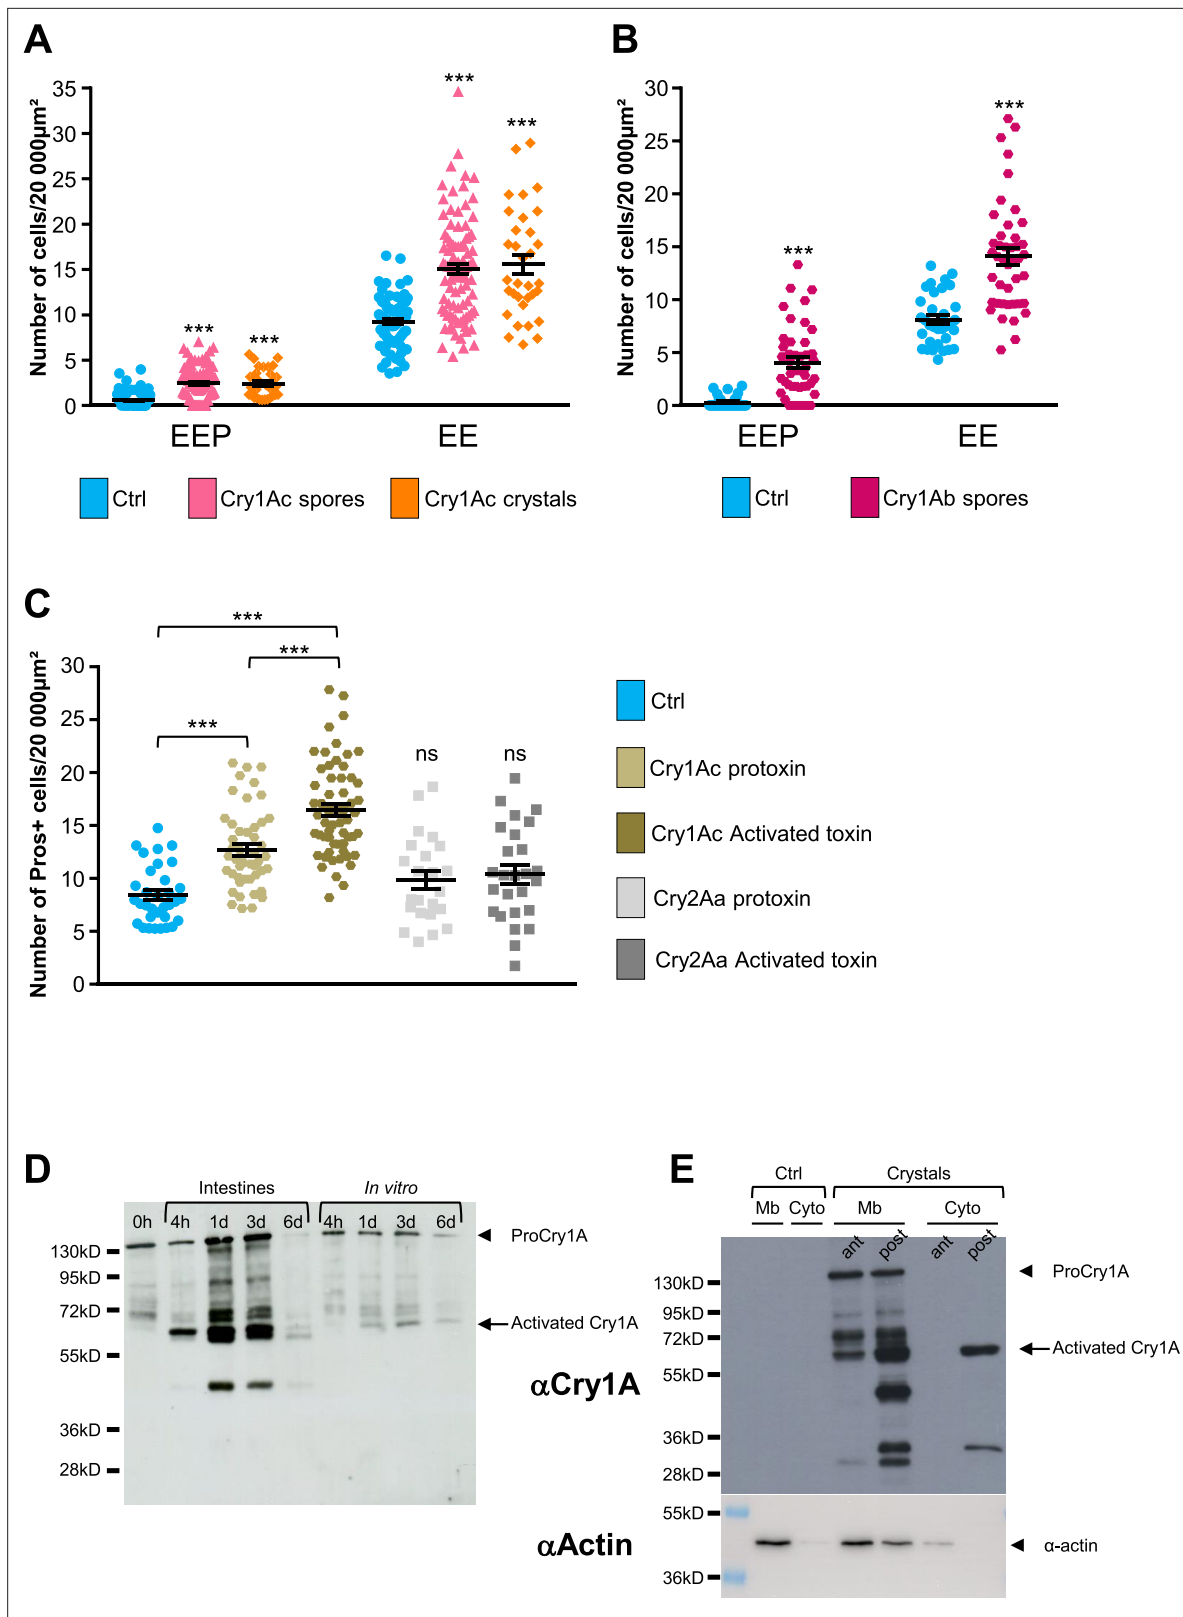 A
Number of cells/20 000µm²
35
30
25
20
15
10
5
0
***
***
***
***
EEP
EE
Ctrl
Cry1Ac spores
Cry1Ac crystals
B
Number of cells/20 000µm²
30
25
20
15
10
5
0
***
***
EEP
EE
Ctrl
Cry1Ab spores
C
Number of Pros+ cells/20 000µm²
30
25
20
15
10
5
0
***
***
***
ns
ns
Ctrl
Cry1Ac protoxin
Cry1Ac Activated toxin
Cry2Aa protoxin
Cry2Aa Activated toxin
D
Intestines
In vitro
0h 4h 1d 3d 6d 4h 1d 3d 6d
130kD
95kD
72kD
55kD
36kD
28kD
ProCry1A
Activated Cry1A
αCry1A
E
Ctrl
Crystals
Mb Cyto Mb Cyto
ant post ant post
130kD
95kD
72kD
55kD
36kD
28kD
ProCry1A
Activated Cry1A
αActin
55kD
36kD
α-actin